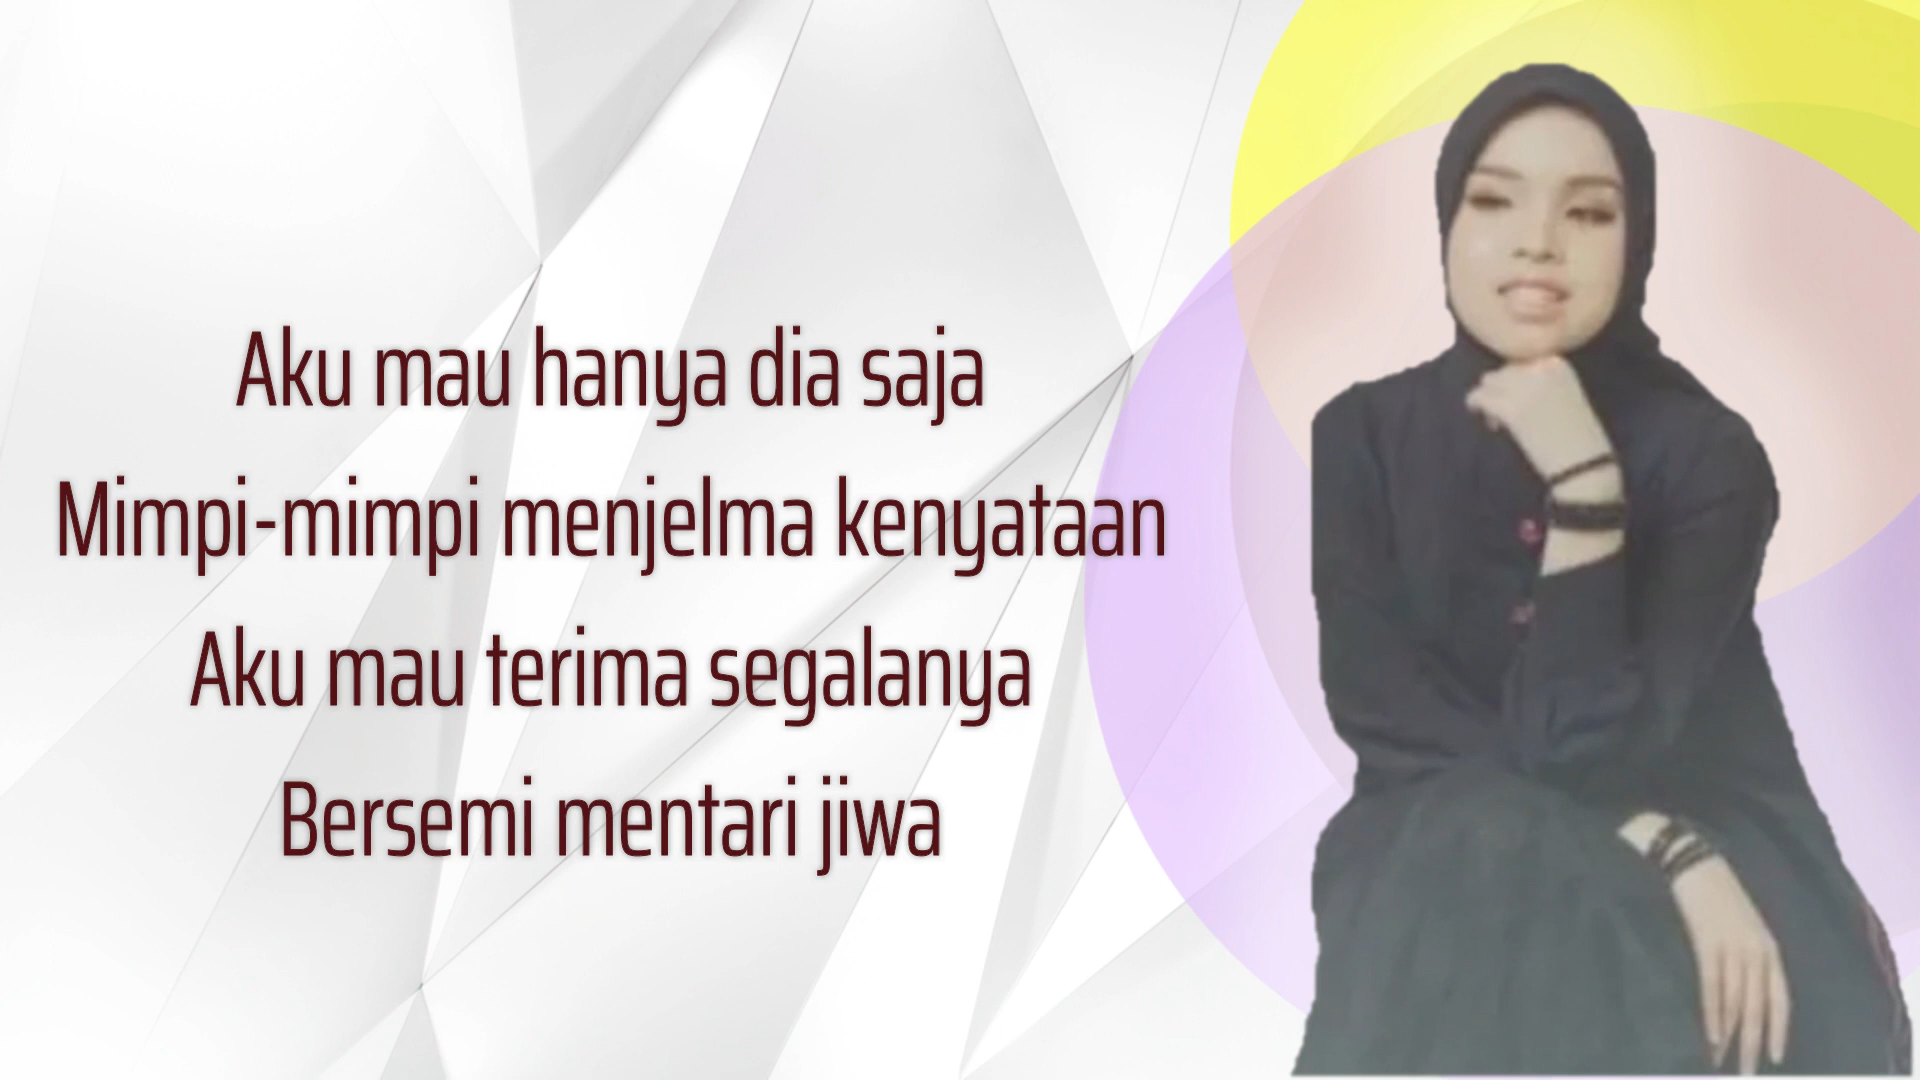 Aku mau hanya dia saja
Mimpi-mimpi menjelma kenyataan
Aku mau terima segalanya
Bersemi mentari jiwa